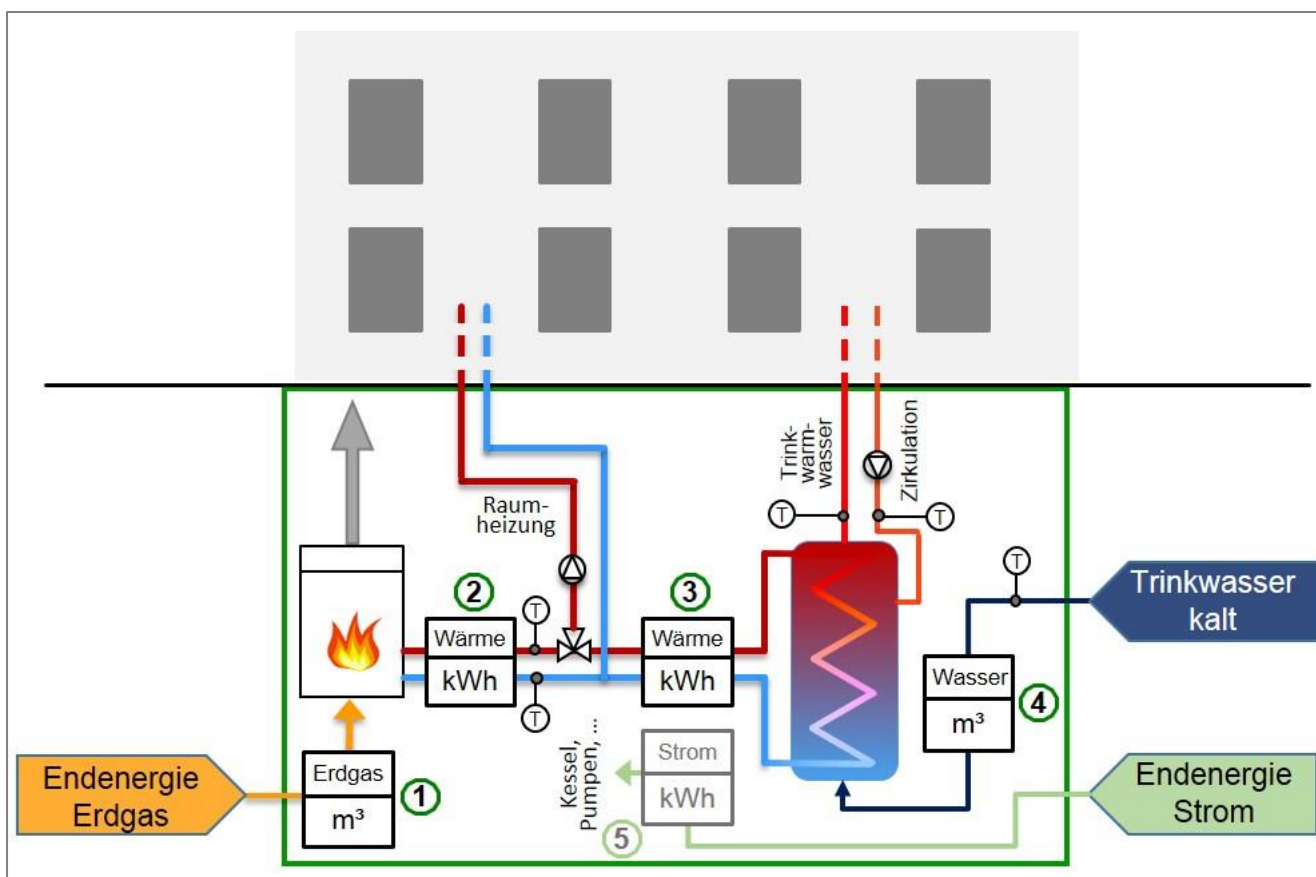 Trink-
warm-
wasser
Zirkulation
Raum-
heizung
T
T
2
3
T
Trinkwasser
kalt
T
Wärme
kWh
Wärme
kWh
Wasser
m³
4
T
Kessel,
Pumpen, ...
Strom
kWh
5
Endenergie
Erdgas
Erdgas
m³
1
Endenergie
Strom